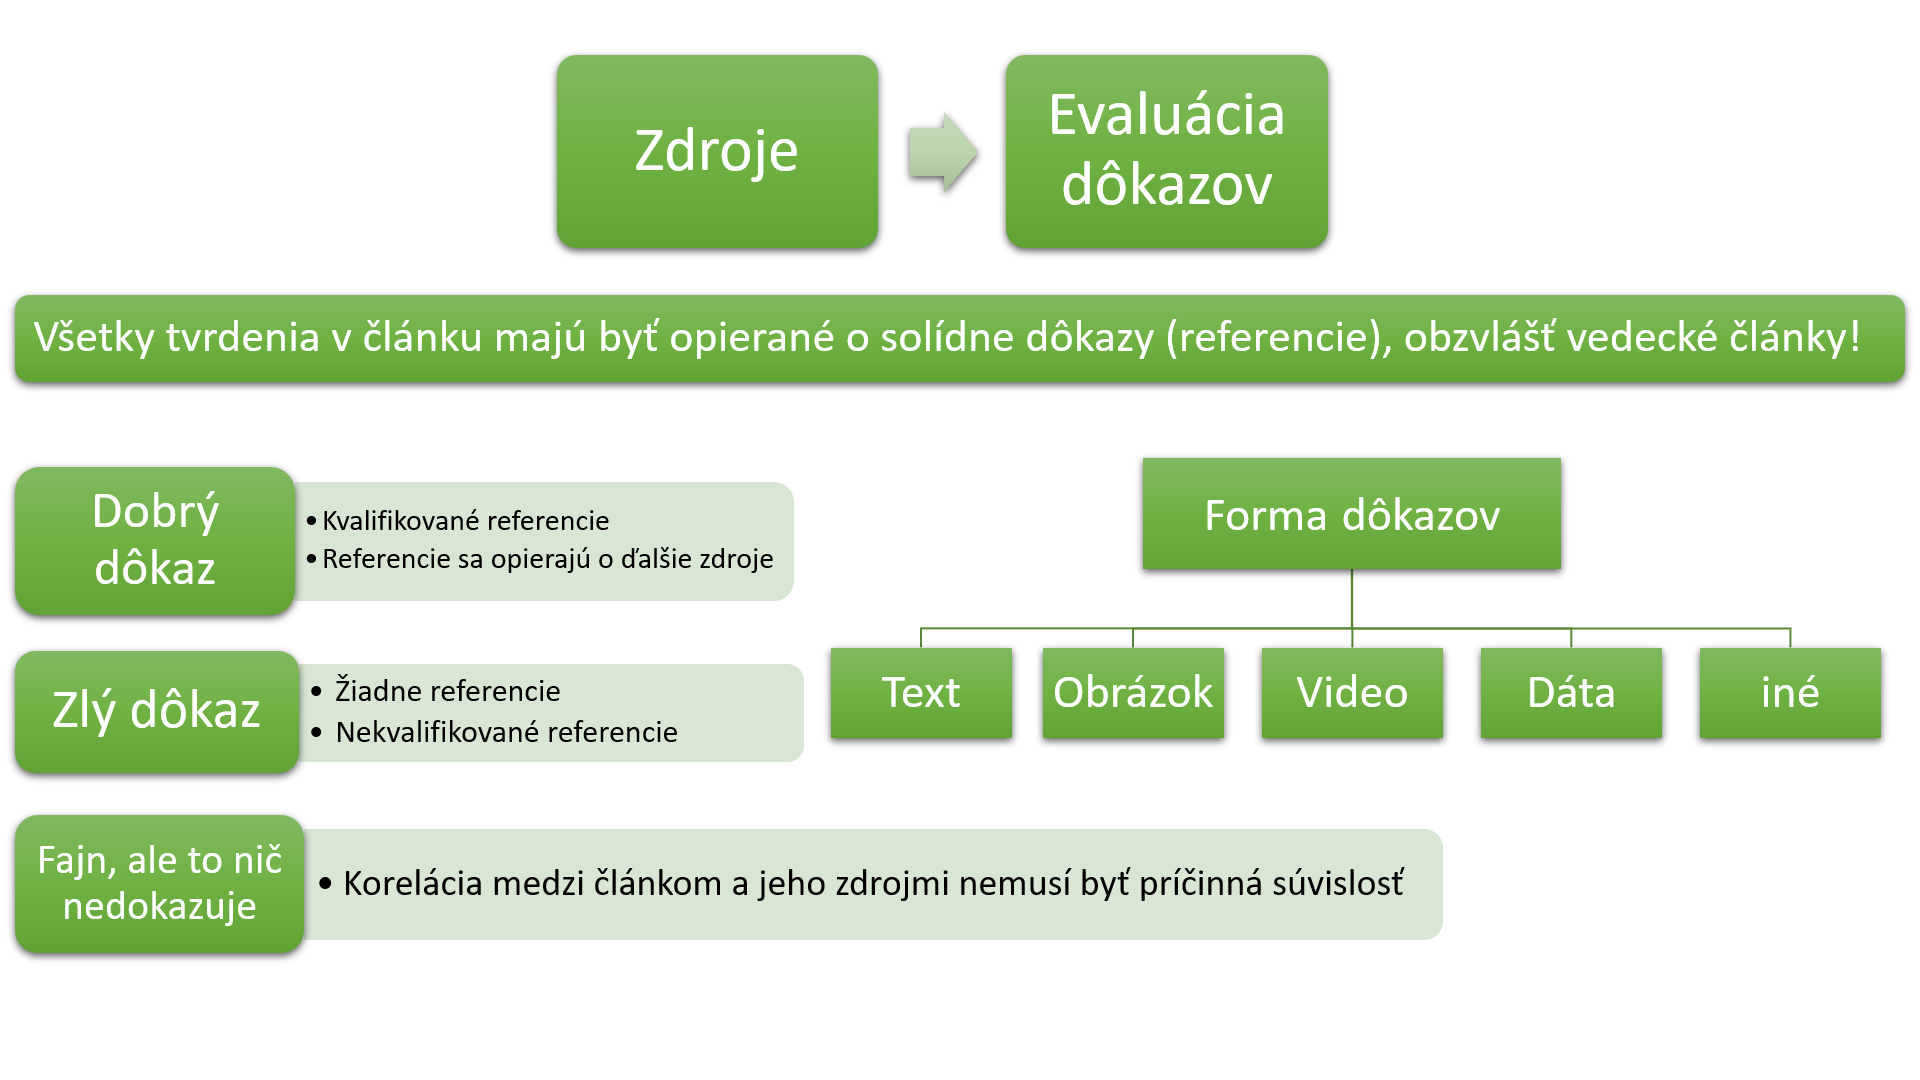 Zdroje
Evaluácia
dôkazov
Všetky tvrdenia v článku majú byť opierané o solídne dôkazy (referencie), obzvlášť vedecké články!
Dobrý
dôkaz
• Kvalifikované referencie
• Referencie sa opierajú o ďalšie zdroje
Zlý dôkaz
• Žiadne referencie
• Nekvalifikované referencie
Fajn, ale to nič
nedokazuje
• Korelácia medzi článkom a jeho zdrojmi nemusí byť príčinná súvislosť
Forma dôkazov
Text
Obrázok
Video
Dáta
iné